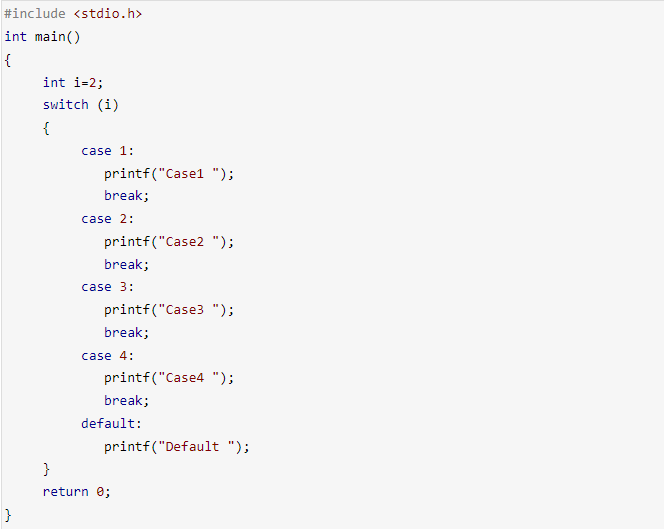 #include <stdio.h>
int main()
{
     int i=2;
     switch (i)
     {
          case 1:
             printf("Case1 ");
             break;
          case 2:
             printf("Case2 ");
             break;
          case 3:
             printf("Case3 ");
             break;
          case 4:
             printf("Case4 ");
             break;
          default:
             printf("Default ");
     }
     return 0;
}